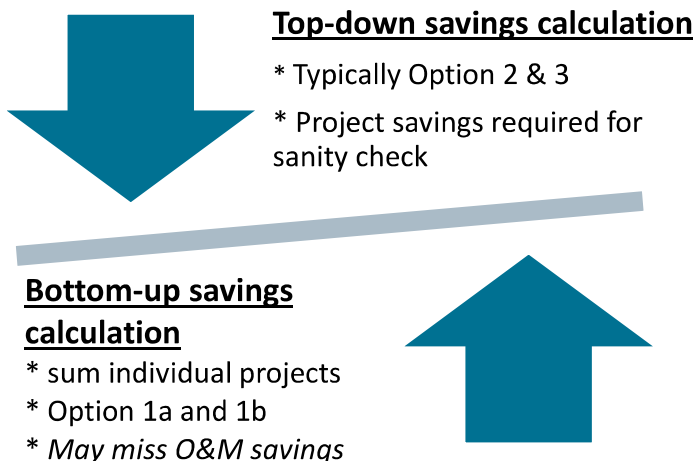 Top-down savings calculation
* Typically Option 2 & 3
* Project savings required for
sanity check
Bottom-up savings
calculation
* sum individual projects
* Option 1a and 1b
* May miss O&M savings